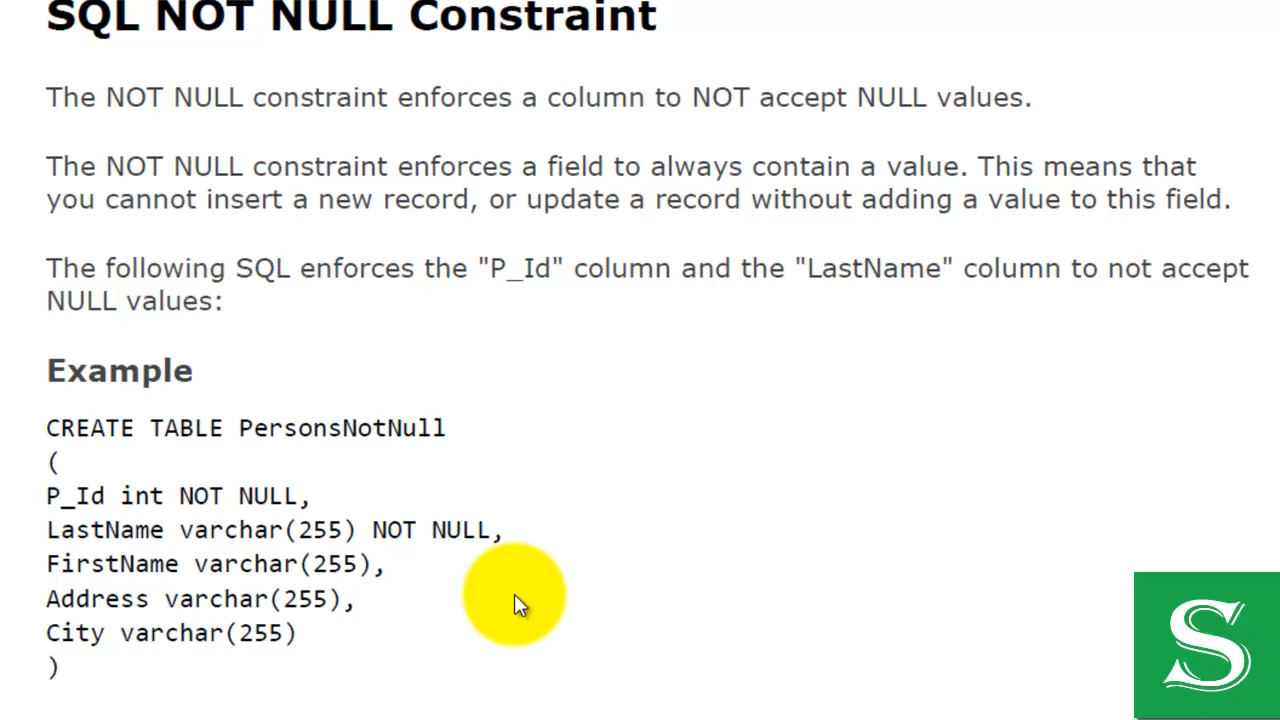 SQL NOT NULL Constraint
The NOT NULL constraint enforces a column to NOT accept NULL values.
The NOT NULL constraint enforces a field to always contain a value. This means that
you cannot insert a new record, or update a record without adding a value to this field.
The following SQL enforces the "P_Id" column and the "LastName" column to not accept
NULL values:
Example
CREATE TABLE PersonsNotNull
(
P_Id int NOT NULL,
LastName varchar(255) NOT NULL,
FirstName varchar(255),
Address varchar(255),
City varchar(255)
)
S